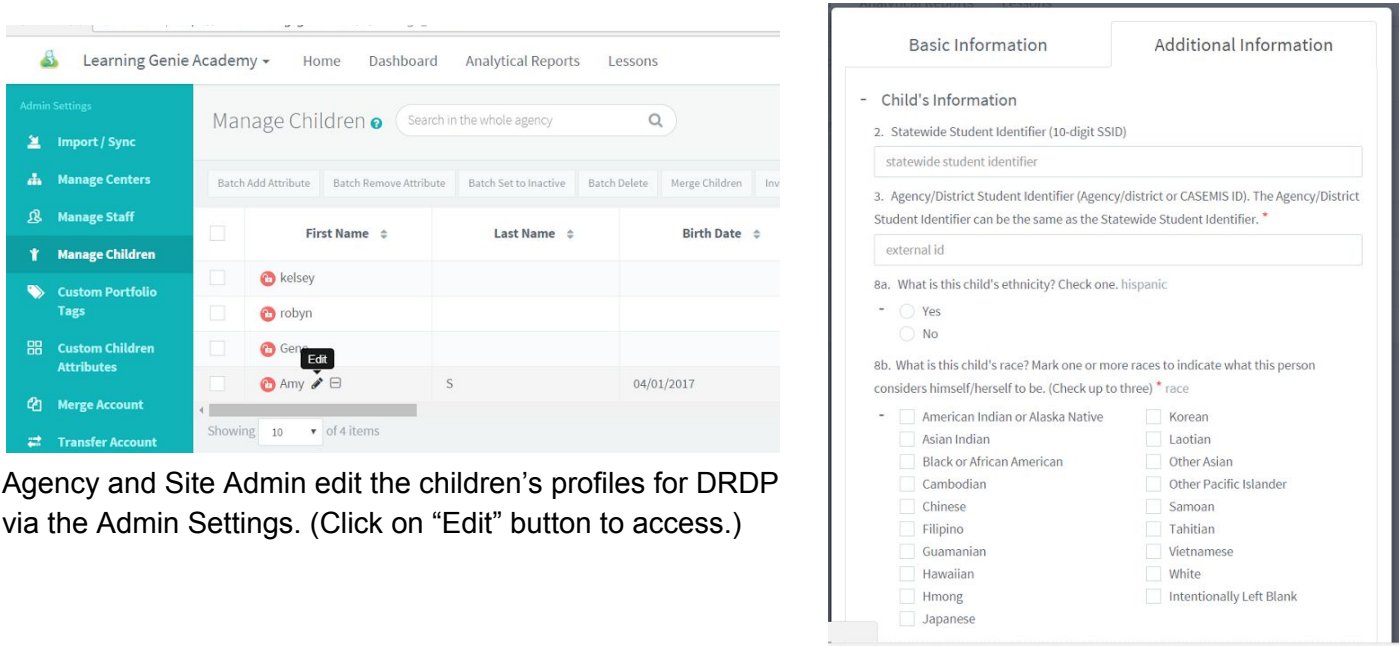 Learning Genie Academy Home Dashboard Analytical Reports Lessons
Admin Settings
Import / Sync
Manage Centers
Manage Staff
Manage Children
Custom Portfolio
Tags
Custom Children
Attributes
Merge Account
Transfer Account
Manage Children Search in the whole agency
Batch Add Attribute Batch Remove Attribute Batch Set to Inactive Batch Delete Merge Children Inv
First Name Last Name Birth Date
kelsey
robyn
Gene
Edit
Amy S 04/01/2017
Showing 10 of 4 items
Agency and Site Admin edit the children’s profiles for DRDP
via the Admin Settings. (Click on “Edit” button to access.)
Analytical Reports Lessons
Basic Information Additional Information
- Child's Information
2. Statewide Student Identifier (10-digit SSID)
statewide student identifier
3. Agency/District Student Identifier (Agency/district or CASEMIS ID). The Agency/District
Student Identifier can be the same as the Statewide Student Identifier. *
external id
8a. What is this child's ethnicity? Check one. hispanic
- Yes
No
8b. What is this child's race? Mark one or more races to indicate what this person
considers himself/herself to be. (Check up to three) * race
- American Indian or Alaska Native Korean
Asian Indian Laotian
Black or African American Other Asian
Cambodian Other Pacific Islander
Chinese Samoan
Filipino Tahitian
Guamanian Vietnamese
Hawaiian White
Hmong Intentionally Left Blank
Japanese